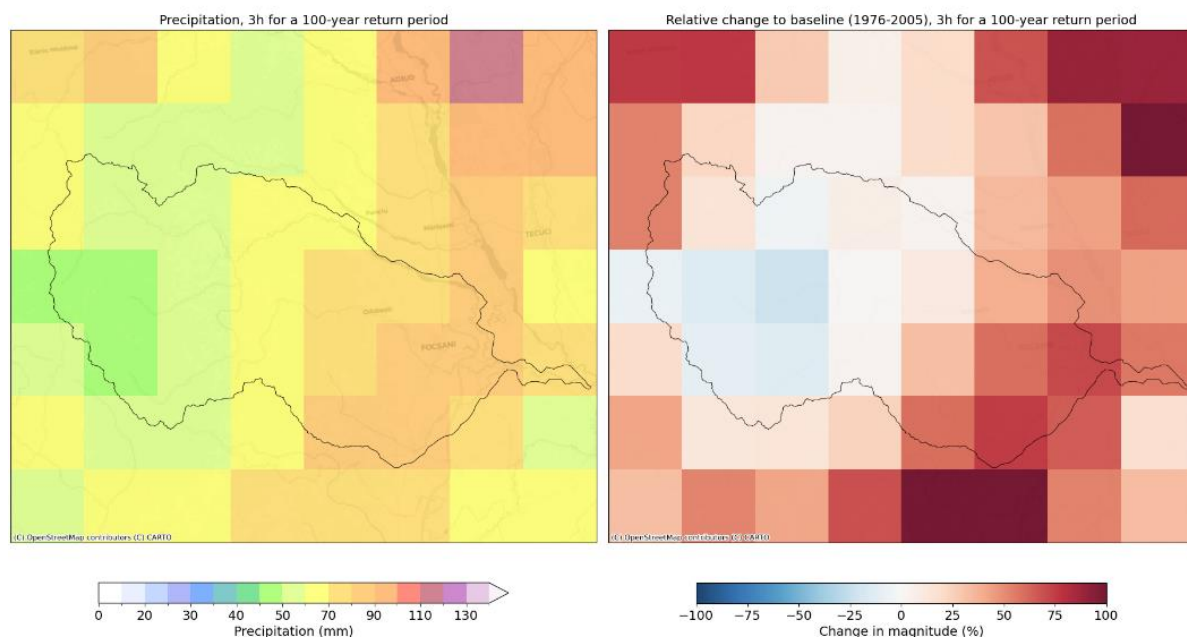 Precipitation, 3h for a 100-year return period
Relative change to baseline (1976-2005), 3h for a 100-year return period
ADJUD
TECUCI
FOCSANI
(C) OpenStreetMap contributors (C) CARTO
(C) OpenStreetMap contributors (C) CARTO
0 20 30 50 70 90 110 130
Precipitation (mm)
−100 −75 −50 −25 0 25 50 75 100
Change in magnitude (%)